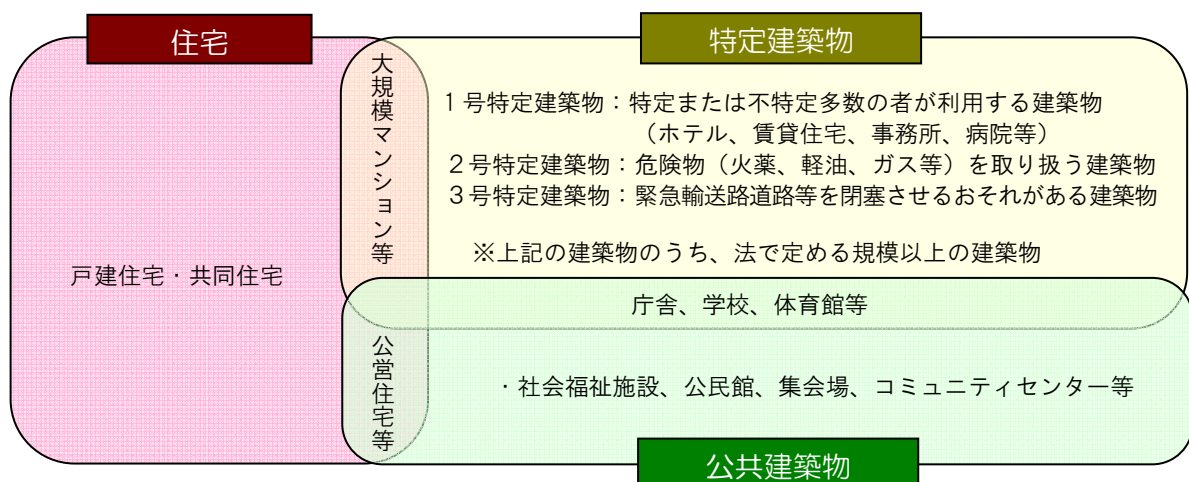 住宅
特定建築物
大規模マンション等
１号特定建築物：特定または不特定多数の者が利用する建築物
（ホテル、賃貸住宅、事務所、病院等）
２号特定建築物：危険物（火薬、軽油、ガス等）を取り扱う建築物
３号特定建築物：緊急輸送路道路等を閉塞させるおそれがある建築物
※上記の建築物のうち、法で定める規模以上の建築物
戸建住宅・共同住宅
庁舎、学校、体育館等
公営住宅等
・社会福祉施設、公民館、集会場、コミュニティセンター等
公共建築物